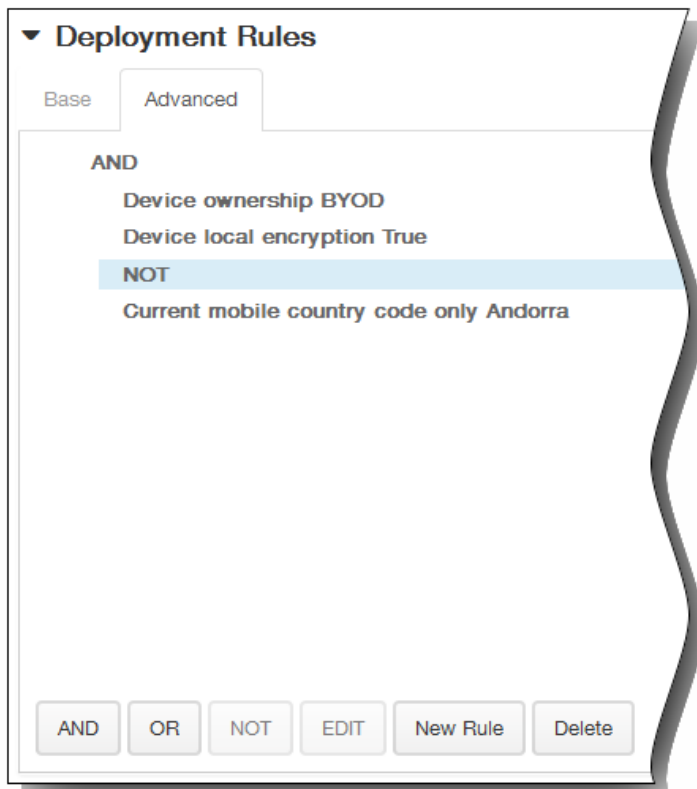 Deployment Rules
Base Advanced
AND
Device ownership BYOD
Device local encryption True
NOT
Current mobile country code only Andorra
AND OR NOT EDIT New Rule Delete